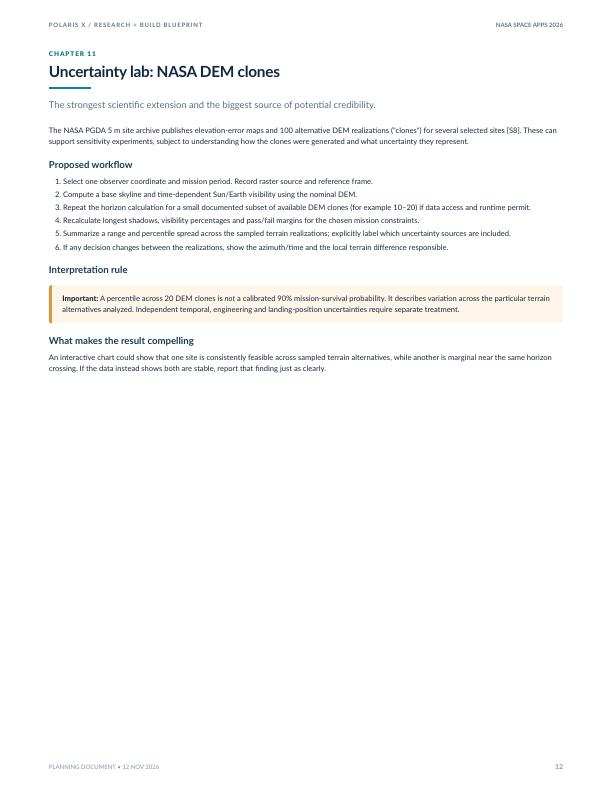 POLARIS X / RESEARCH + BUILD BLUEPRINT
NASA SPACE APPS 2026
CHAPTER 11
Uncertainty lab: NASA DEM clones
The strongest scientific extension and the biggest source of potential credibility.
The NASA PGDA 5 m site archive publishes elevation-error maps and 100 alternative DEM realizations ("clones") for several selected sites [S8]. These can
support sensitivity experiments, subject to understanding how the clones were generated and what uncertainty they represent.
Proposed workflow
1. Select one observer coordinate and mission period. Record raster source and reference frame.
2. Compute a base skyline and time-dependent Sun/Earth visibility using the nominal DEM.
3. Repeat the horizon calculation for a small documented subset of available DEM clones (for example 10–20) if data access and runtime permit.
4. Recalculate longest shadows, visibility percentages and pass/fail margins for the chosen mission constraints.
5. Summarize a range and percentile spread across the sampled terrain realizations; explicitly label which uncertainty sources are included.
6. If any decision changes between the realizations, show the azimuth/time and the local terrain difference responsible.
Interpretation rule
Important: A percentile across 20 DEM clones is not a calibrated 90% mission-survival probability. It describes variation across the particular terrain
alternatives analyzed. Independent temporal, engineering and landing-position uncertainties require separate treatment.
What makes the result compelling
An interactive chart could show that one site is consistently feasible across sampled terrain alternatives, while another is marginal near the same horizon
crossing. If the data instead shows both are stable, report that finding just as clearly.
PLANNING DOCUMENT • 12 NOV 2026
12